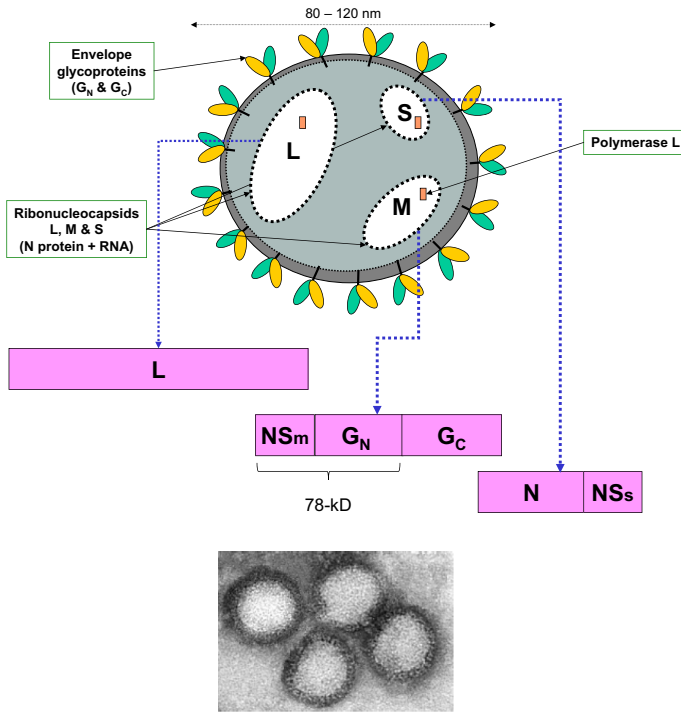 80 – 120 nm
Envelope
glycoproteins
(GN & GC)
S
L
Polymerase L
M
Ribonucleocapsids
L, M & S
(N protein + RNA)
L
NSm GN GC
78-kD
N NSs